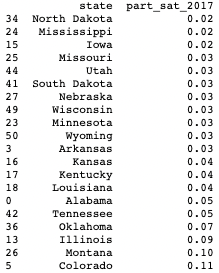 state part_sat_2017
34 North Dakota 0.02
24 Mississippi 0.02
15 Iowa 0.02
25 Missouri 0.03
44 Utah 0.03
41 South Dakota 0.03
27 Nebraska 0.03
49 Wisconsin 0.03
23 Minnesota 0.03
50 Wyoming 0.03
3 Arkansas 0.03
16 Kansas 0.04
17 Kentucky 0.04
18 Louisiana 0.04
0 Alabama 0.05
42 Tennessee 0.05
36 Oklahoma 0.07
13 Illinois 0.09
26 Montana 0.10
5 Colorado 0.11